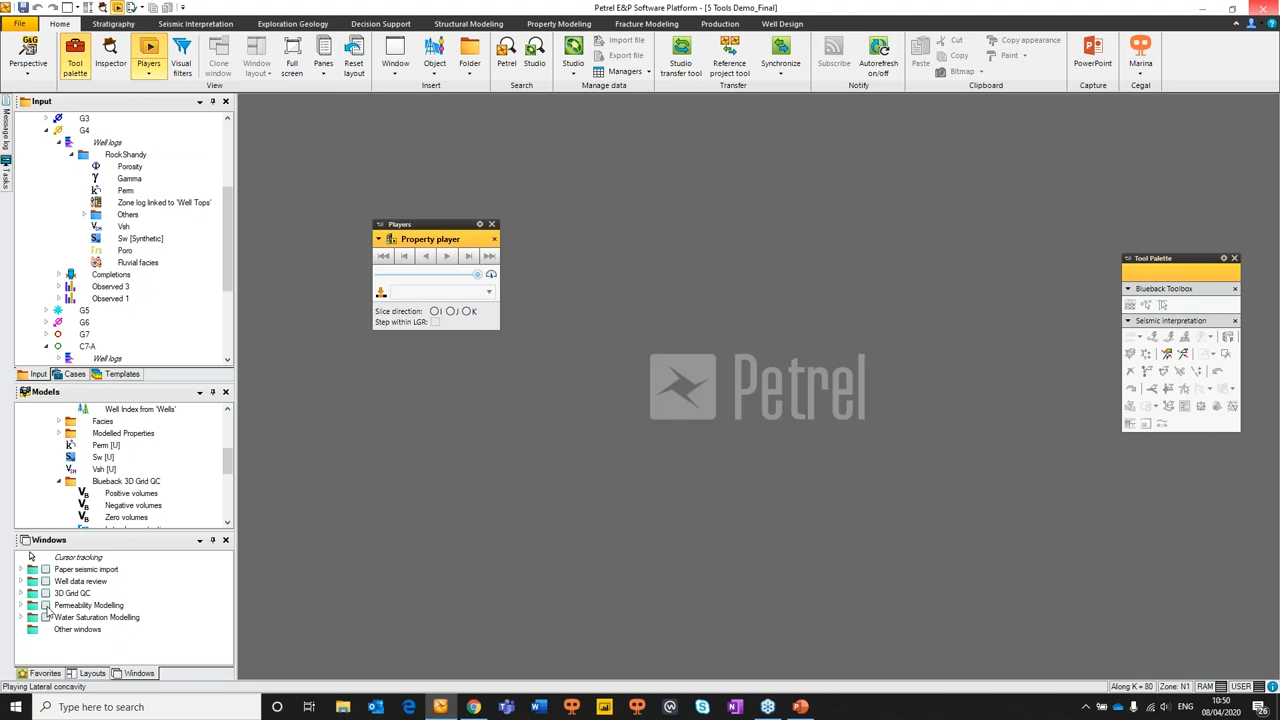 Petrel E&P Software Platform - [5 Tools Demo_Final]
File Home Stratigraphy Seismic Interpretation Exploration Geology Decision Support Structural Modeling Property Modeling Fracture Modeling Production Well Design
Perspective Tool palette Inspector Players Visual filters Clone window Window layout Full screen Panes Reset layout Window Object Folder Petrel Studio Studio Import file Export file Managers Studio transfer tool Reference project tool Synchronize Subscribe Autorefresh on/off Paste Cut Copy Bitmap Copy appearance Paint PowerPoint Marina
View Insert Search Manage data Transfer Notify Clipboard Capture Cegal
Message log
Tasks
Input
G3
G4
Well logs
RockShandy
Porosity
Gamma
Perm
Zone log linked to 'Well Tops'
Others
Vsh
Sw [Synthetic]
Poro
Fluvial facies
Completions
Observed 3
Observed 1
G5
G6
G7
C7-A
Well logs
Input Cases Templates
Models
Well Index from 'Wells'
Facies
Modelled Properties
Perm [U]
Sw [U]
Vsh [U]
Blueback 3D Grid QC
Positive volumes
Negative volumes
Zero volumes
Windows
Cursor tracking
Paper seismic import
Well data review
3D Grid QC
Permeability Modelling
Water Saturation Modelling
Other windows
Favorites Layouts Windows
Players
Property player
Slice direction: I J K
Step within LGR:
Petrel
Tool Palette
Blueback Toolbox
Seismic interpretation
Playing Lateral concavity
Along K = 80 Zone: N1 RAM USER
Type here to search
ENG
10:50
08/04/2020